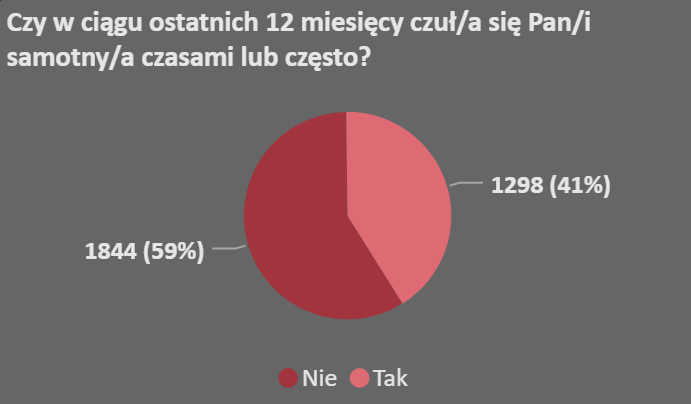 Czy w ciągu ostatnich 12 miesięcy czuł/a się Pan/i
samotny/a czasami lub często?
1298 (41%)
1844 (59%)
Nie Tak